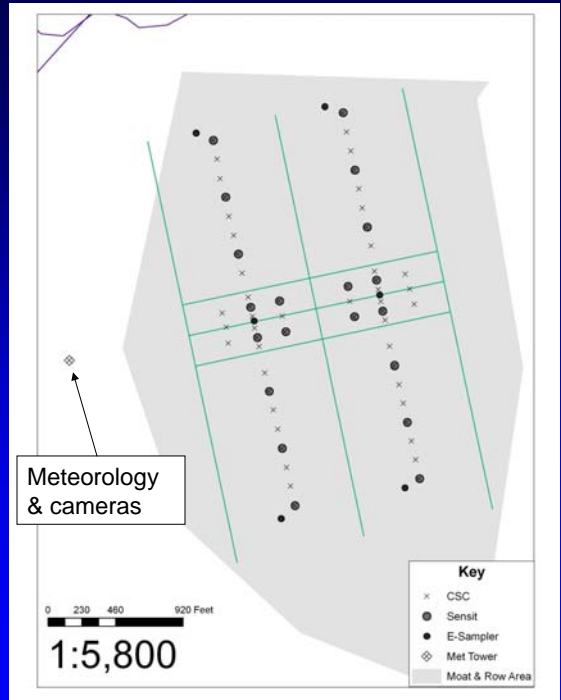 Meteorology
& cameras
0 230 460 920 Feet
1:5,800
Key
CSC
Sensit
E-Sampler
Met Tower
Moat & Row Area